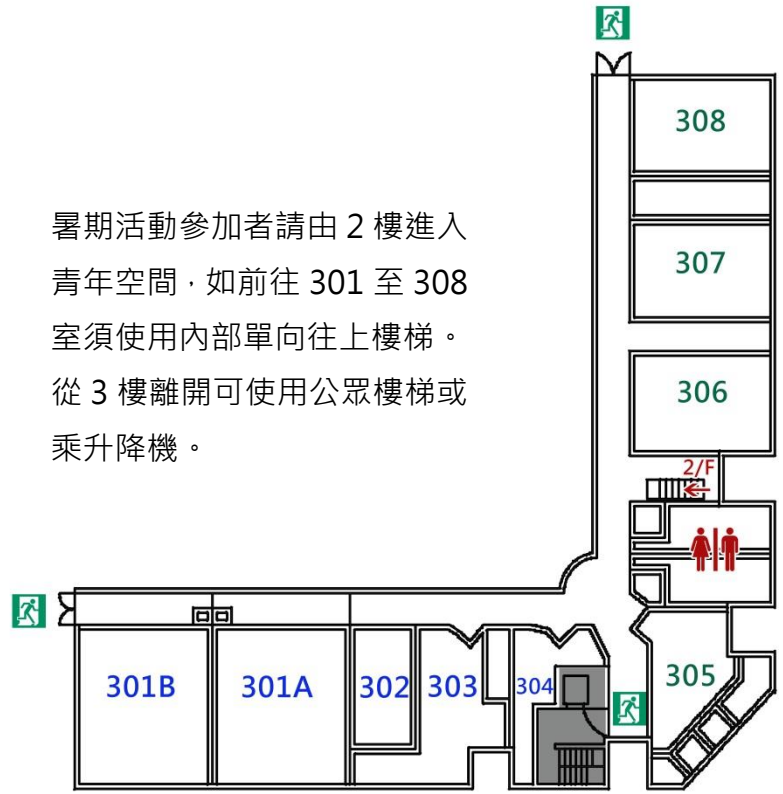 308
暑期活動參加者請由 2 樓進入
青年空間，如前往 301 至 308
室須使用內部單向往上樓梯。
從 3 樓離開可使用公眾樓梯或
乘升降機。
307
306
2/F
301B
301A
302
303
304
305